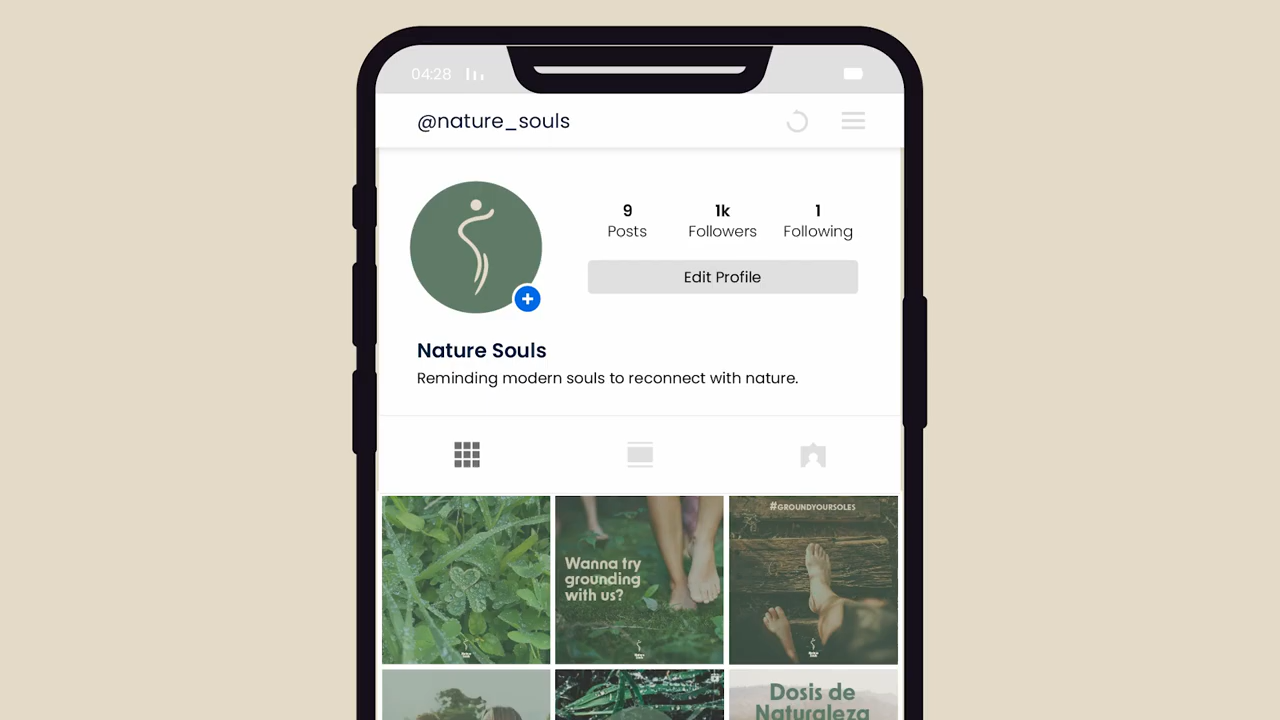 04:28
@nature_souls
9
1k
1
Posts
Followers
Following
Edit Profile
Nature Souls
Reminding modern souls to reconnect with nature.
Wanna try
grounding
with us?
#GROUNDYOURSOLES
Dosis de
Naturaleza